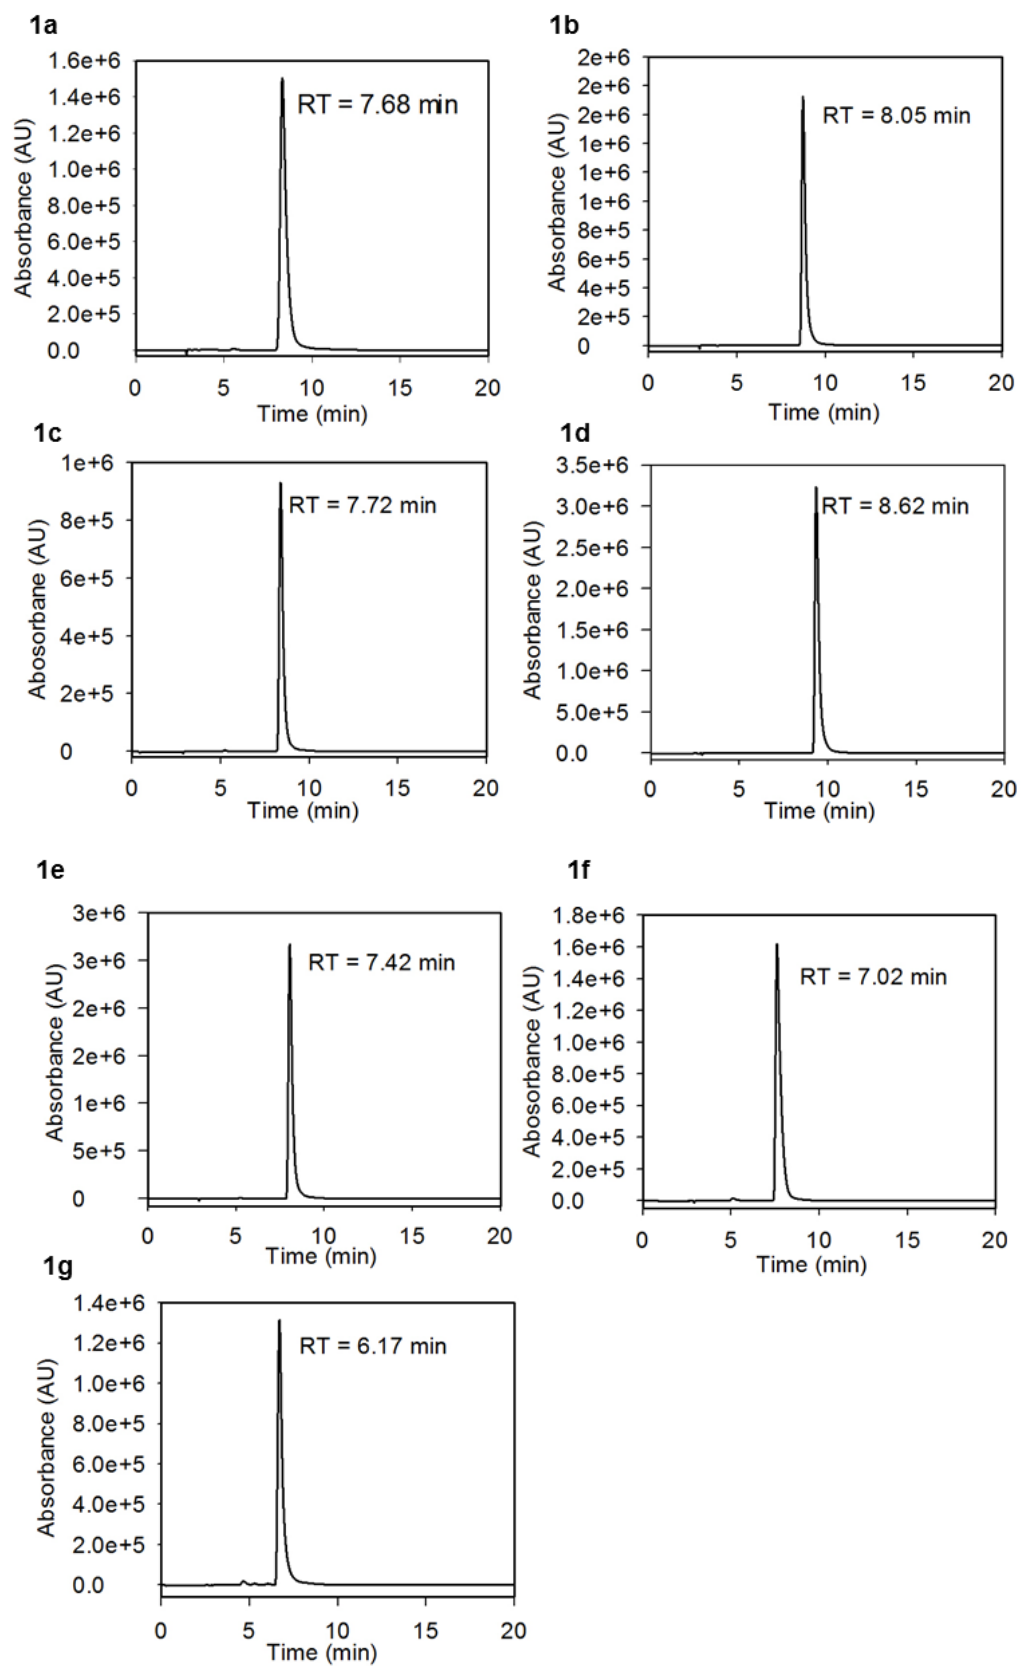 1a
1.6e+6
1.4e+6
1.2e+6
1.0e+6
8.0e+5
6.0e+5
4.0e+5
2.0e+5
0.0
Absorbance (AU)
RT = 7.68 min
0 5 10 15 20
Time (min)
1b
2e+6
2e+6
2e+6
1e+6
1e+6
8e+5
6e+5
4e+5
2e+5
0
Absorbance (AU)
RT = 8.05 min
0 5 10 15 20
Time (min)
1c
1e+6
8e+5
6e+5
4e+5
2e+5
0
Abosorbane (AU)
RT = 7.72 min
0 5 10 15 20
Time (min)
1d
3.5e+6
3.0e+6
2.5e+6
2.0e+6
1.5e+6
1.0e+6
5.0e+5
0.0
Absorbance (AU)
RT = 8.62 min
0 5 10 15 20
Time (min)
1e
3e+6
3e+6
2e+6
2e+6
1e+6
5e+5
0
Absorbance (AU)
RT = 7.42 min
0 5 10 15 20
Time (min)
1f
1.8e+6
1.6e+6
1.4e+6
1.2e+6
1.0e+6
8.0e+5
6.0e+5
4.0e+5
2.0e+5
0.0
Abosorbance (AU)
RT = 7.02 min
0 5 10 15 20
Time (min)
1g
1.4e+6
1.2e+6
1.0e+6
8.0e+5
6.0e+5
4.0e+5
2.0e+5
0.0
Absorbance (AU)
RT = 6.17 min
0 5 10 15 20
Time (min)